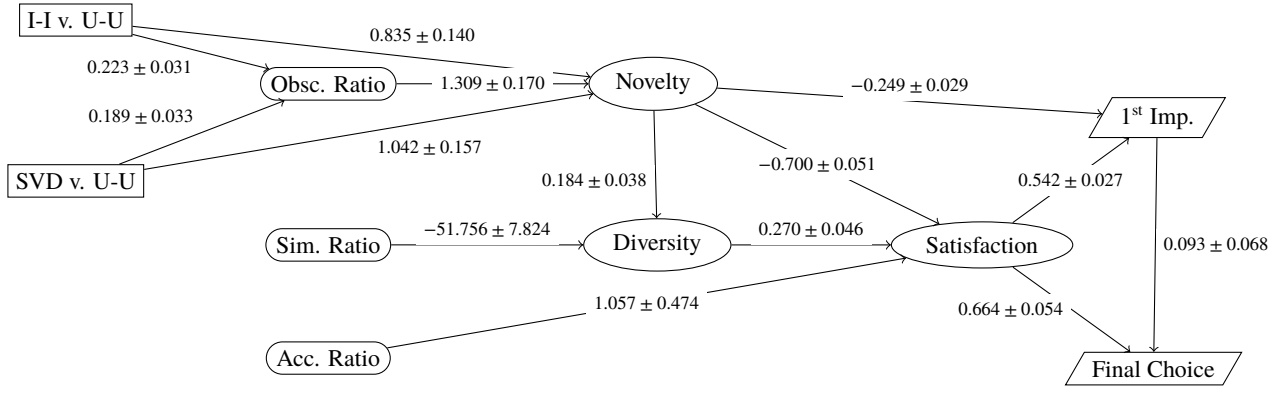 I-I v. U-U
0.835 ± 0.140
0.223 ± 0.031
Obsc. Ratio
1.309 ± 0.170
Novelty
−0.249 ± 0.029
1st Imp.
0.189 ± 0.033
1.042 ± 0.157
SVD v. U-U
−0.700 ± 0.051
0.184 ± 0.038
0.542 ± 0.027
Sim. Ratio
−51.756 ± 7.824
Diversity
0.270 ± 0.046
Satisfaction
0.093 ± 0.068
1.057 ± 0.474
0.664 ± 0.054
Acc. Ratio
Final Choice